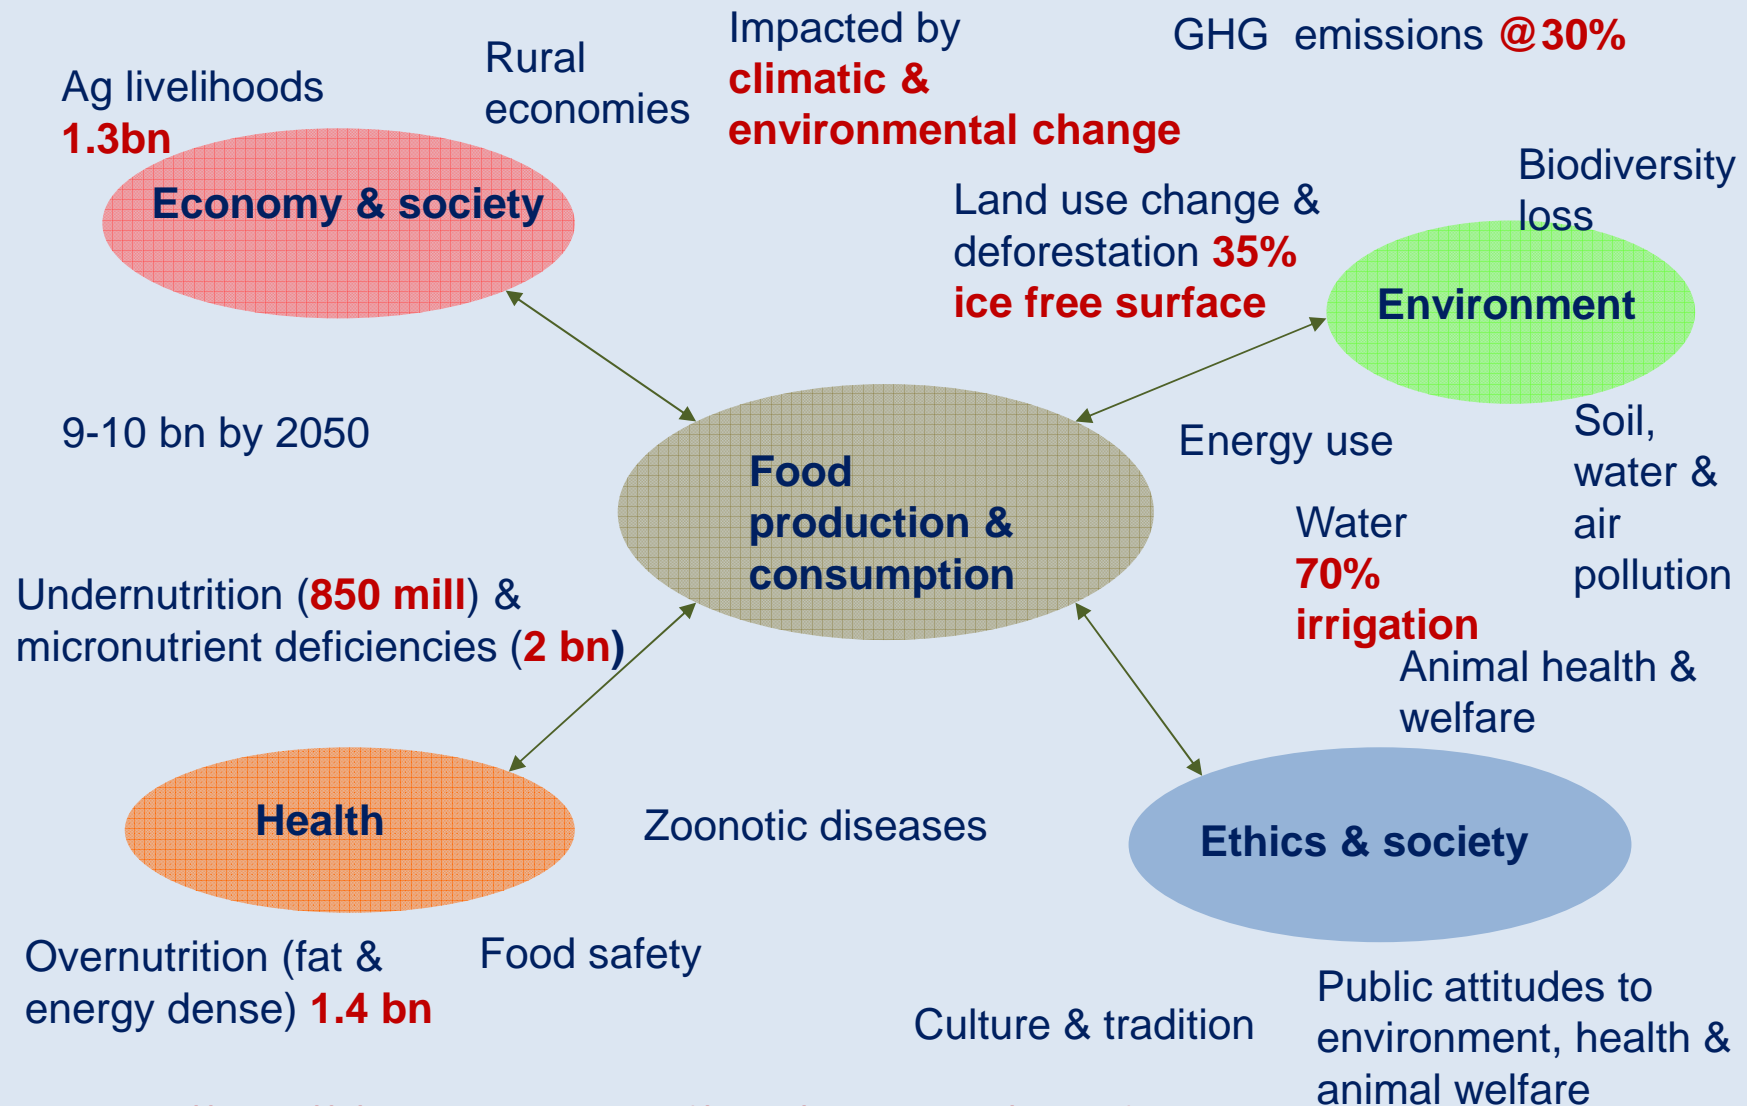 Ag livelihoods
1.3bn
Rural
economies
Impacted by
climatic &
environmental change
GHG emissions @30%
Economy & society
Land use change &
deforestation 35%
ice free surface
Biodiversity
loss
Environment
9-10 bn by 2050
Food
production &
consumption
Energy use
Soil,
water &
air
pollution
Water
70%
irrigation
Undernutrition (850 mill) &
micronutrient deficiencies (2 bn)
Animal health &
welfare
Health
Zoonotic diseases
Ethics & society
Overnutrition (fat &
energy dense) 1.4 bn
Food safety
Culture & tradition
Public attitudes to
environment, health &
animal welfare